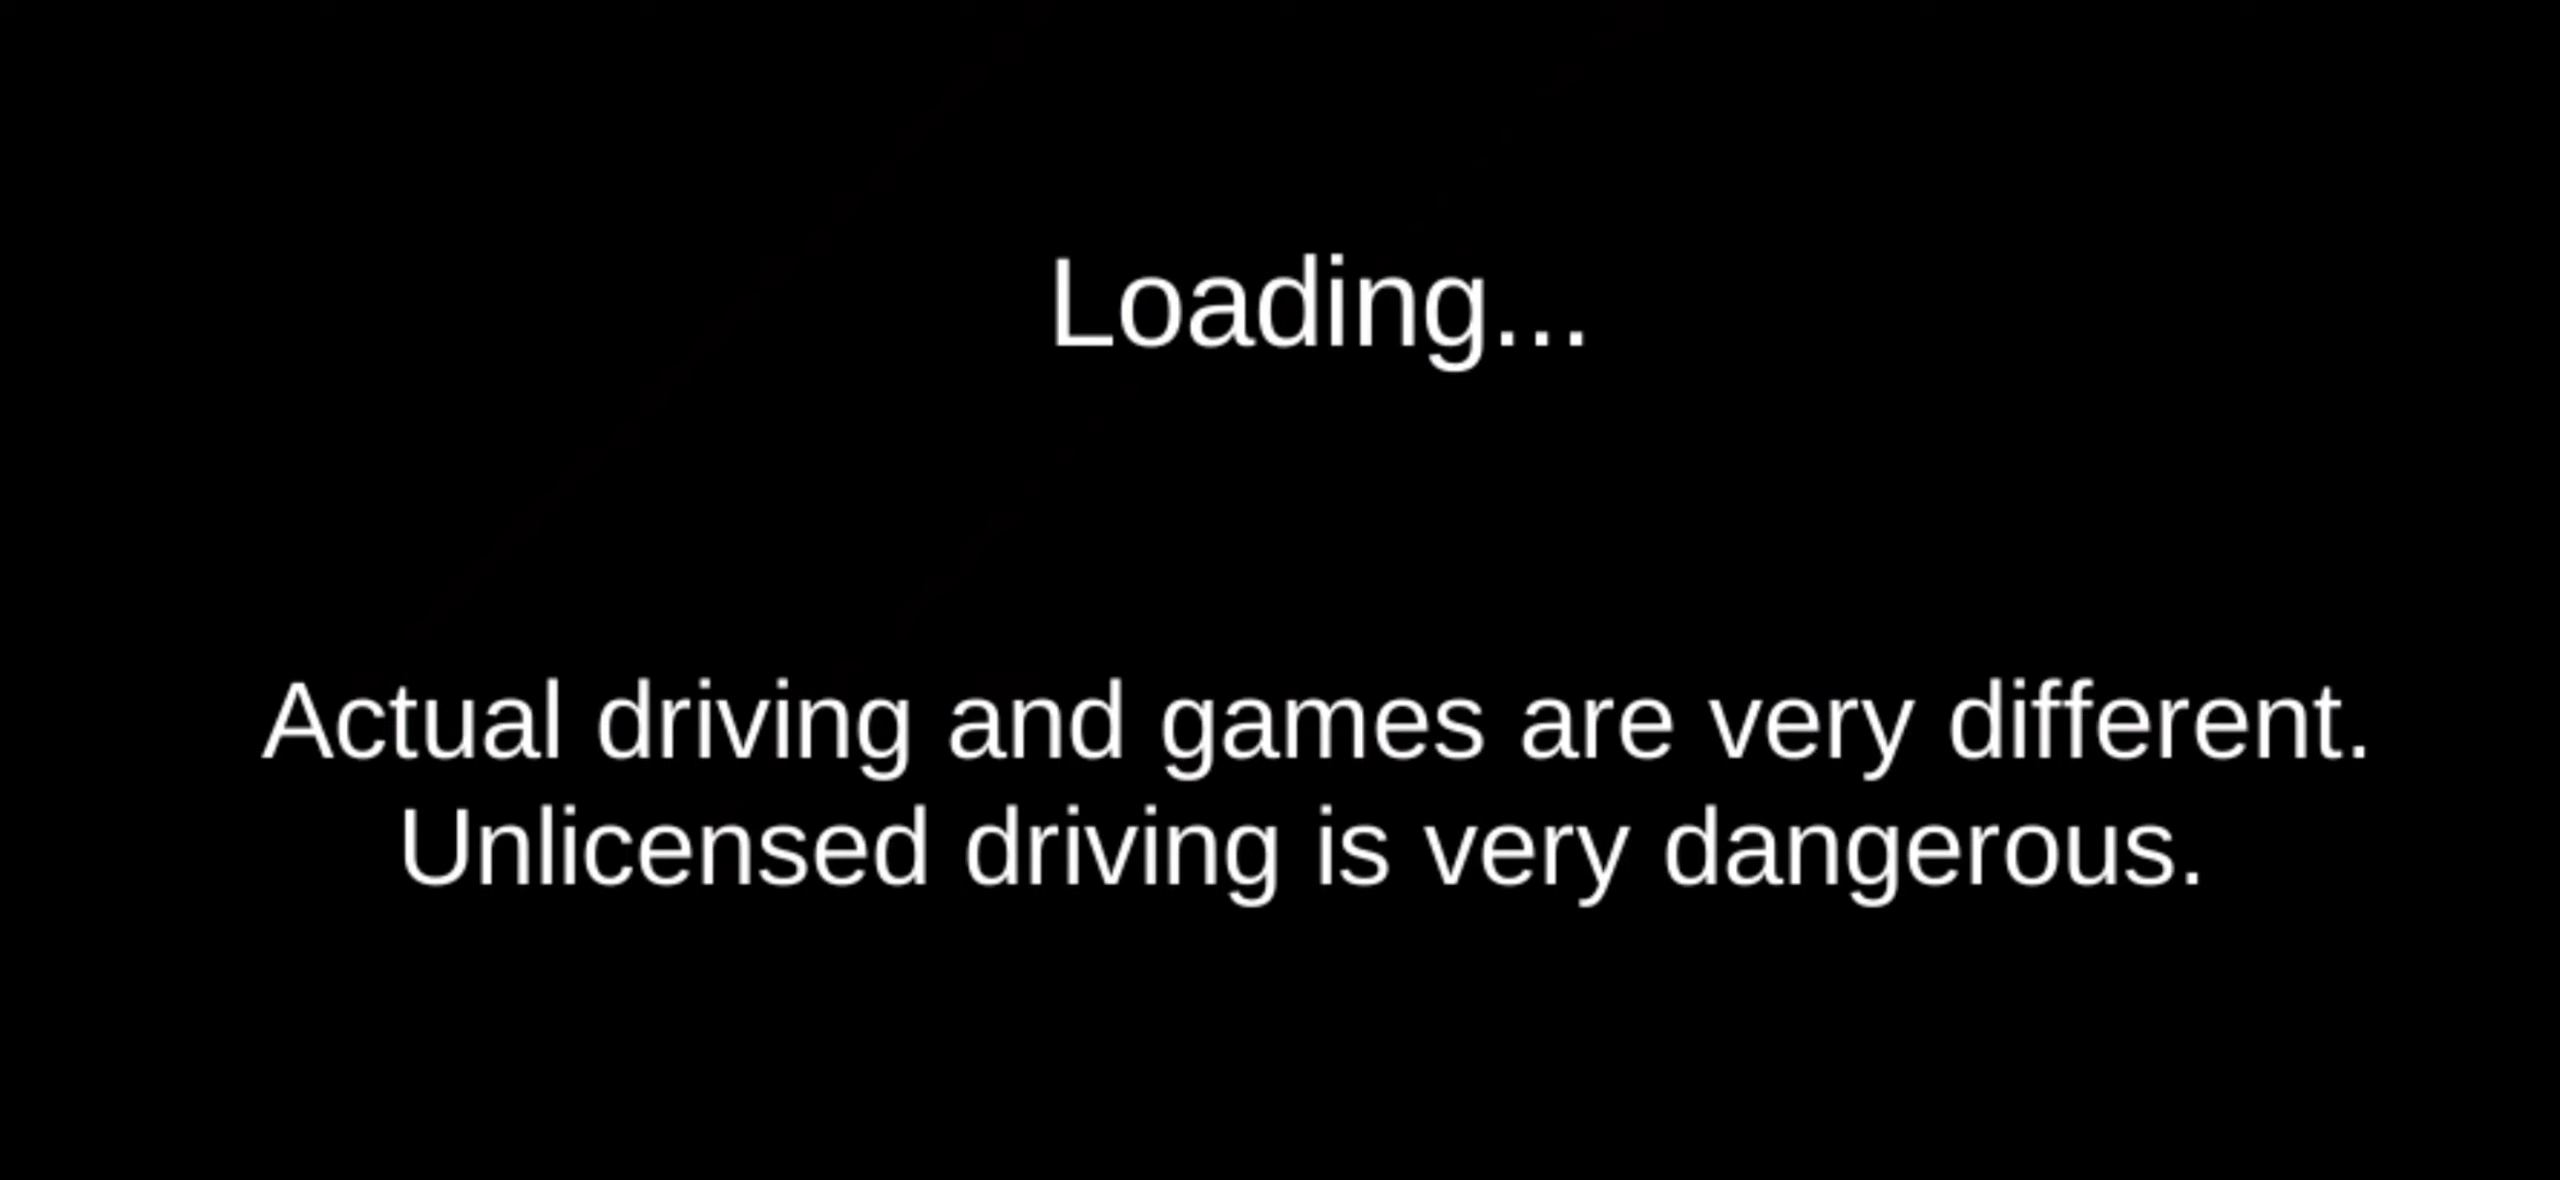 Loading...
Actual driving and games are very different.
Unlicensed driving is very dangerous.